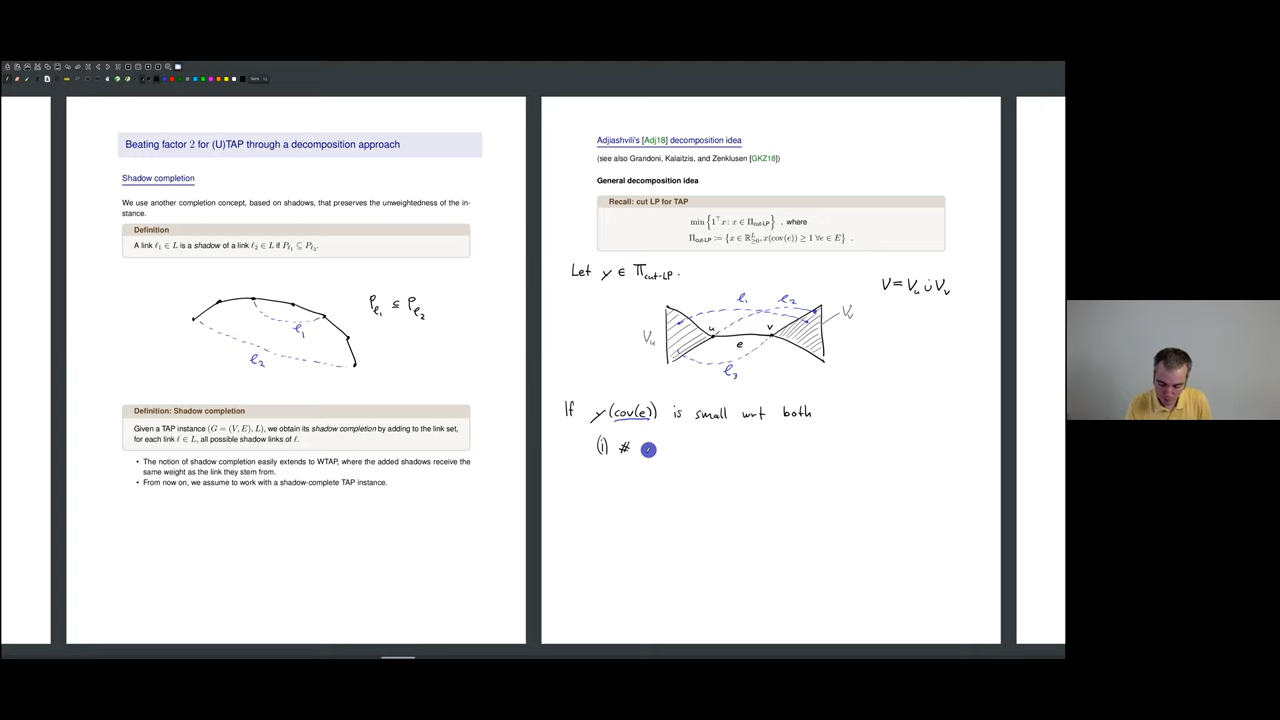 Beating factor 2 for (U)TAP through a decomposition approach
Shadow completion
We use another completion concept, based on shadows, that preserves the unweightedness of the in-
stance.
Definition
A link ℓ₁ ∈ L is a shadow of a link ℓ₂ ∈ L if P_ℓ₁ ⊆ P_ℓ₂.
P_ℓ₁ ⊆ P_ℓ₂
ℓ₁
ℓ₂
Definition: Shadow completion
Given a TAP instance (G = (V, E), L), we obtain its shadow completion by adding to the link set,
for each link ℓ ∈ L, all possible shadow links of ℓ.
• The notion of shadow completion easily extends to WTAP, where the added shadows receive the
same weight as the link they stem from.
• From now on, we assume to work with a shadow-complete TAP instance.
Adjiashvili's [Adj18] decomposition idea
(see also Grandoni, Kalaitzis, and Zenklusen [GKZ18])
General decomposition idea
Recall: cut LP for TAP
min {1^⊤ x : x ∈ Π_cut-LP} , where
Π_cut-LP := {x ∈ ℝ^L_≥0, x(cov(e)) ≥ 1 ∀e ∈ E} .
Let y ∈ Π_cut-LP.
V = V_u ∪̇ V_v
ℓ₁ ℓ₂
V_v
V_u
u v
e
ℓ₃
If y(cov(e)) is small wrt both
(i) #